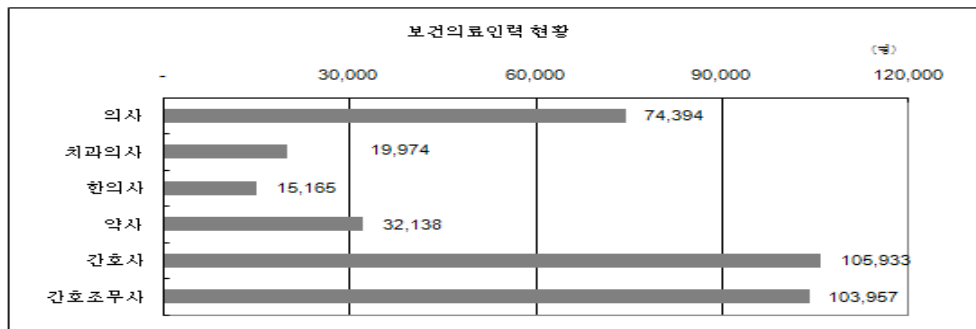 보건의료인력 현황
(명)
- 30,000 60,000 90,000 120,000
의사 74,394
치과의사 19,974
한의사 15,165
약사 32,138
간호사 105,933
간호조무사 103,957